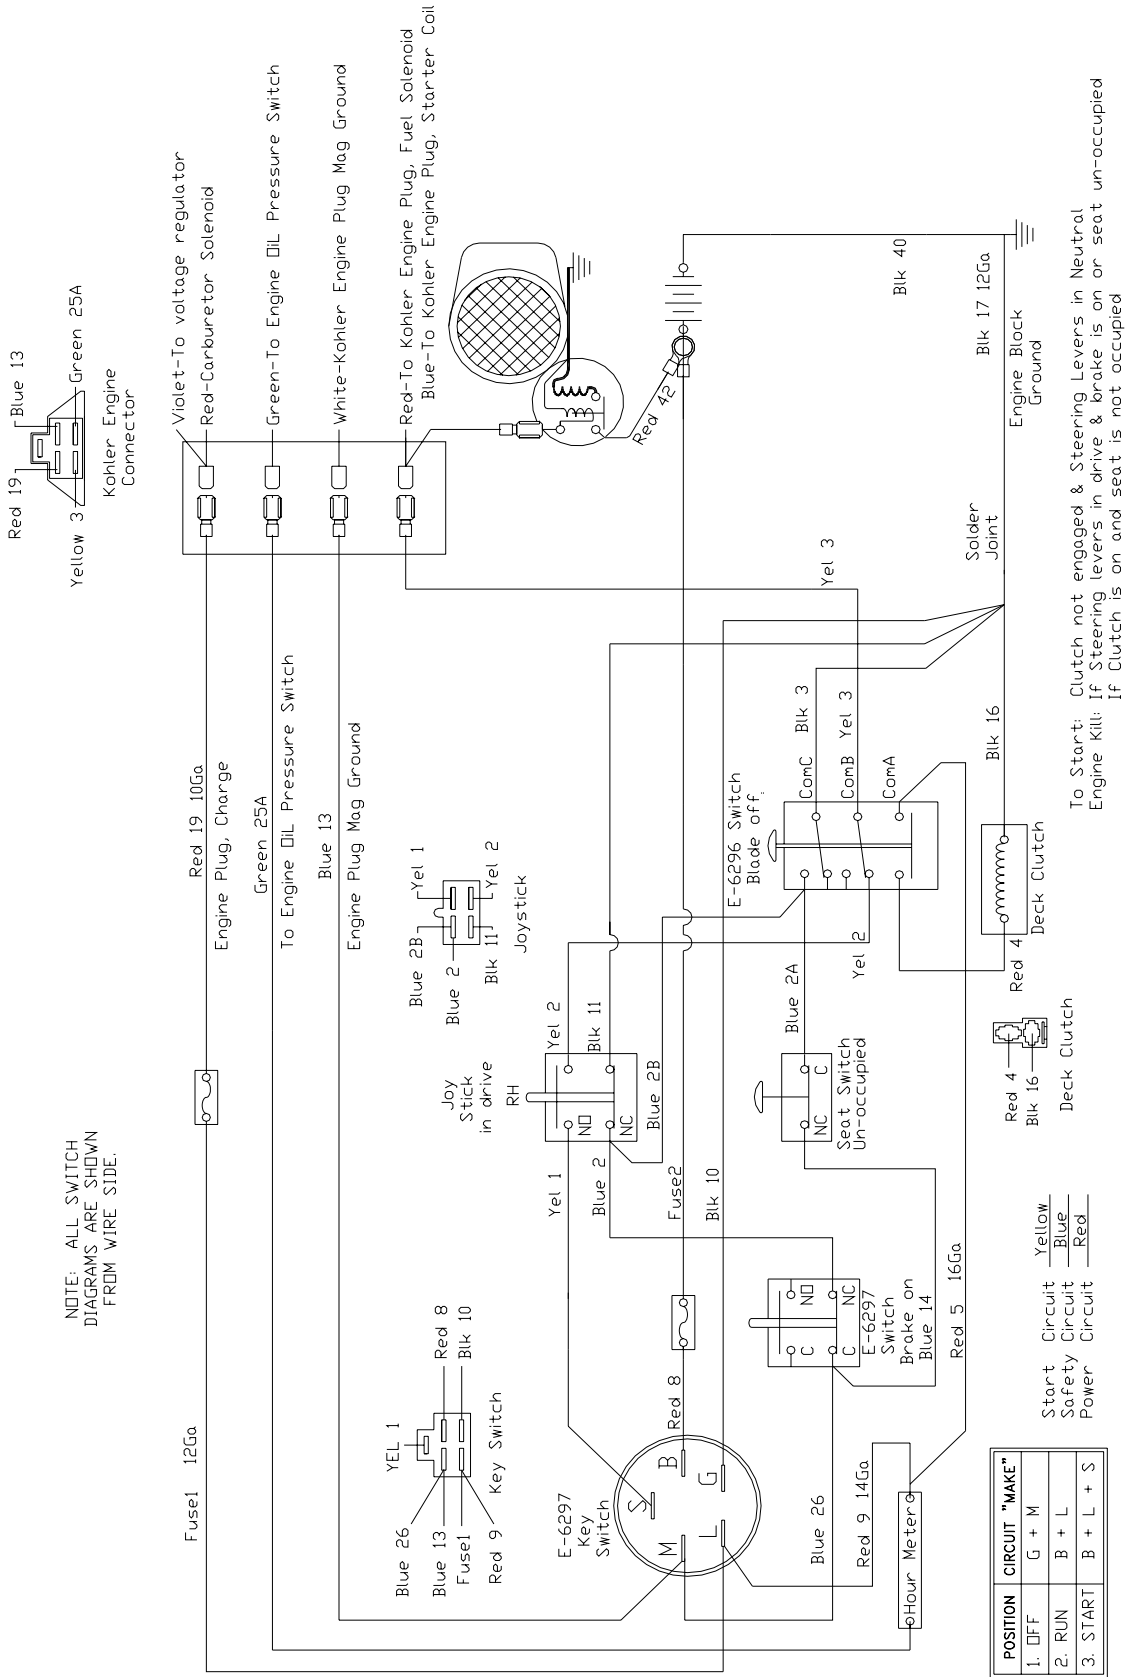 NOTE: ALL SWITCH
DIAGRAMS ARE SHOWN
FROM WIRE SIDE.
Red 19
Blue 13
Yellow 3
Green 25A
Kohler Engine
Connector
Violet-To voltage regulator
Red-Carburetor Solenoid
Green-To Engine OiL Pressure Switch
White-Kohler Engine Plug Mag Ground
Red-To Kohler Engine Plug, Fuel Solenoid
Blue-To Kohler Engine Plug, Starter Coil
Fuse1 12Ga
Red 19 10Ga
Engine Plug, Charge
Green 25A
To Engine OiL Pressure Switch
Blue 13
Engine Plug Mag Ground
YEL 1
Blue 26
Blue 13
Fuse1
Red 9
Red 8
Blk 10
Key Switch
Blue 2B
Yel 1
Blue 2
Blk 11
Yel 2
Joystick
E-6297
Key
Switch
S
M
B
L
G
Joy
Stick
in drive
RH
NO
NC
Yel 1
Yel 2
Blue 2
Blk 11
Blue 2B
Red 8
Fuse2
Blk 10
Red 42
Blk 40
E-6296 Switch
Blade off.
ComC
ComB
ComA
Blk 3
Yel 3
Yel 3
Yel 2
Blue 2A
NC
C
Seat Switch
Un-occupied
C
NO
C
NC
E-6297
Switch
Brake on
Blue 14
Blue 26
Red 9 14Ga
Red 5 16Ga
Hour Meter
Red 4
Deck Clutch
Blk 16
Solder
Joint
Blk 17 12Ga
Engine Block
Ground
Red 4
Blk 16
Deck Clutch
Start Circuit Yellow
Safety Circuit Blue
Power Circuit Red
POSITION CIRCUIT "MAKE"
1. OFF G + M
2. RUN B + L
3. START B + L + S
To Start: Clutch not engaged & Steering Levers in Neutral
Engine Kill: If Steering levers in drive & brake is on or seat un-occupied
If Clutch is on and seat is not occupied